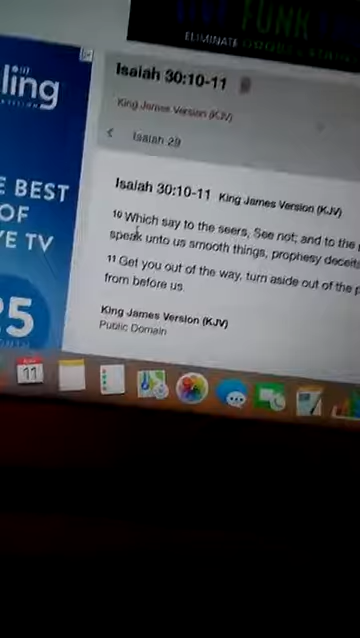 FUNK
ELIMINATE
ling
Isaiah 30:10-11
King James Version (KJV)
Isaiah 29
E BEST
OF
VE TV
5
Isaiah 30:10-11 King James Version (KJV)
10 Which say to the seers, See not; and to the
speak unto us smooth things, prophesy deceits
11 Get you out of the way, turn aside out of the p
from before us.
King James Version (KJV)
Public Domain
11